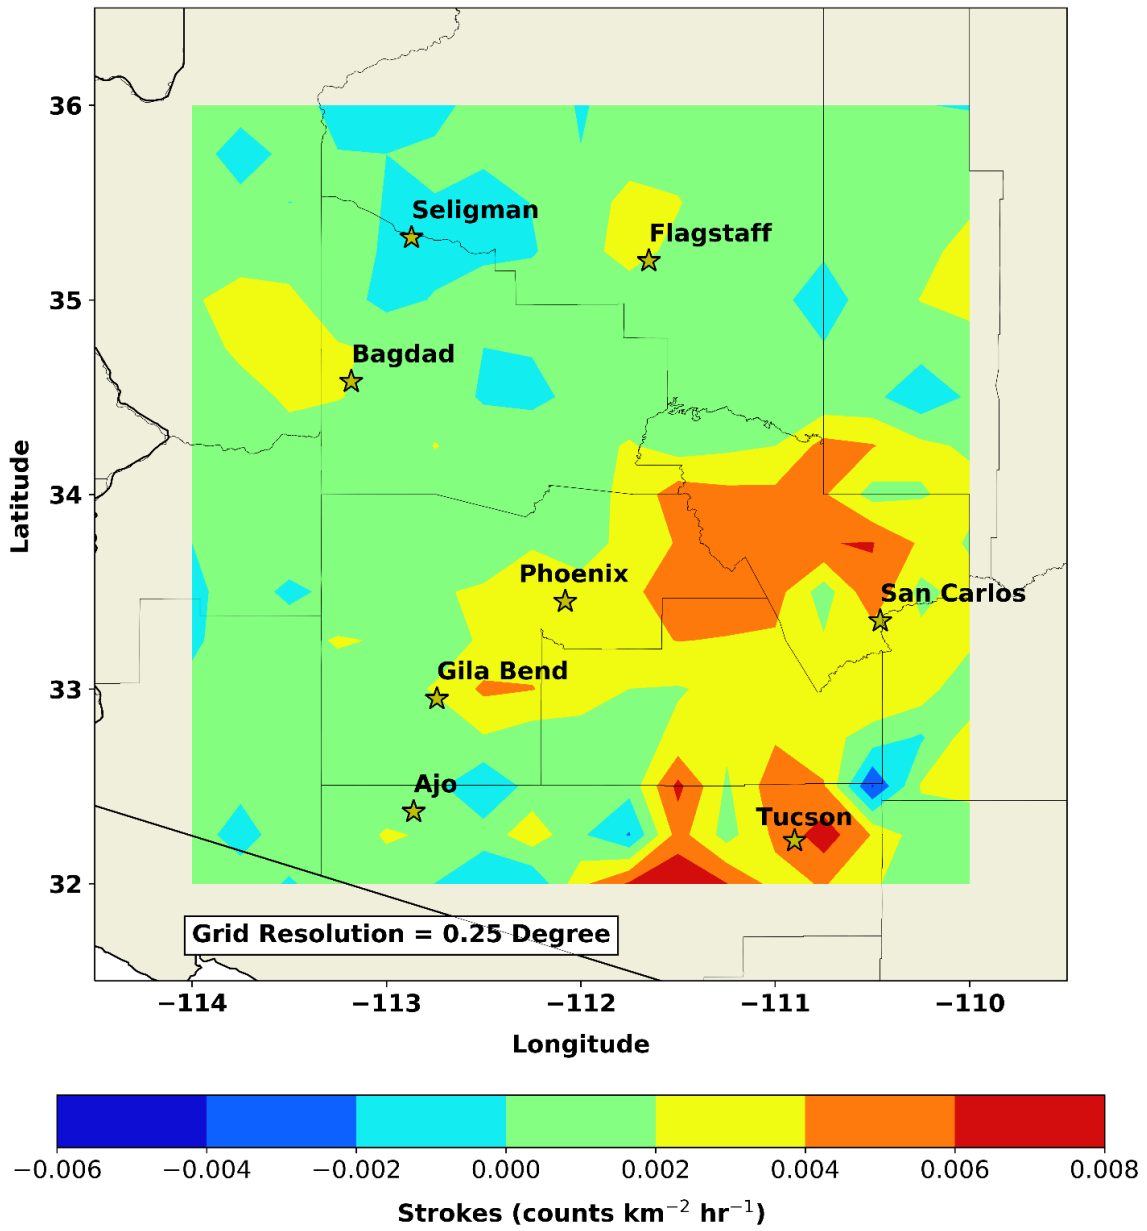 36
35
34
33
32
Latitude
Seligman
Flagstaff
Bagdad
Phoenix
San Carlos
Gila Bend
Ajo
Tucson
Grid Resolution = 0.25 Degree
−114 −113 −112 −111 −110
Longitude
−0.006 −0.004 −0.002 0.000 0.002 0.004 0.006 0.008
Strokes (counts km⁻² hr⁻¹)